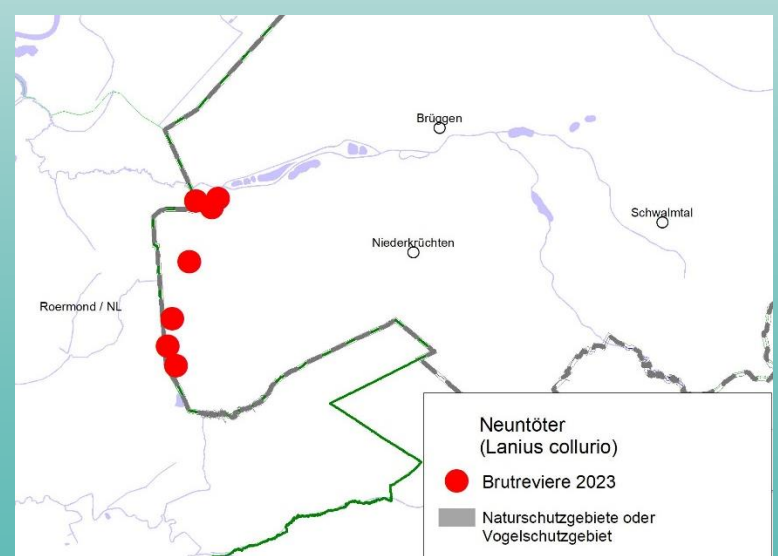 Brüggen
Schwalmtal
Niederkrüchten
Roermond / NL
Neuntöter
(Lanius collurio)
Brutreviere 2023
Naturschutzgebiete oder
Vogelschutzgebiet